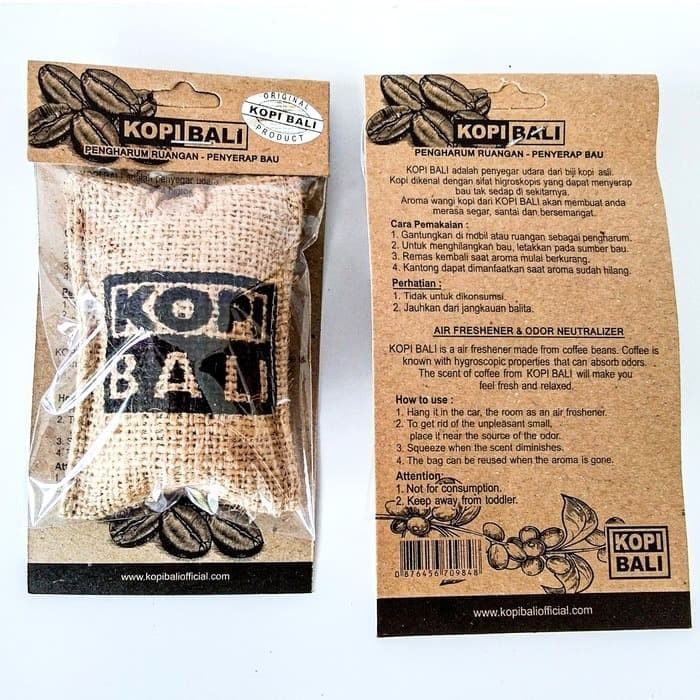 KOPI BALI
PENGHARUM RUANGAN - PENYERAP BAU
ORIGINAL
KOPI BALI
PRODUCT
KOPI
BALI
www.kopibaliofficial.com
KOPI BALI
PENGHARUM RUANGAN - PENYERAP BAU
KOPI BALI adalah penyegar udara dari biji kopi asli.
Kopi dikenal dengan sifat higroskopis yang dapat menyerap
bau tak sedap di sekitarnya.
Aroma wangi kopi dari KOPI BALI akan membuat anda
merasa segar, santai dan bersemangat.
Cara Pemakaian :
1. Gantungkan di mobil atau ruangan sebagai pengharum.
2. Untuk menghilangkan bau, letakkan pada sumber bau.
3. Remas kembali saat aroma mulai berkurang.
4. Kantong dapat dimanfaatkan saat aroma sudah hilang.
Perhatian :
1. Tidak untuk dikonsumsi.
2. Jauhkan dari jangkauan balita.
AIR FRESHENER & ODOR NEUTRALIZER
KOPI BALI is a air freshener made from coffee beans. Coffee is
known with hygroscopic properties that can absorb odors.
The scent of coffee from KOPI BALI will make you
feel fresh and relaxed.
How to use :
1. Hang it in the car, the room as an air freshener.
2. To get rid of the unpleasant small,
place it near the source of the odor.
3. Squeeze when the scent diminishes.
4. The bag can be reused when the aroma is gone.
Attention:
1. Not for consumption.
2. Keep away from toddler.
0 876456 709848
KOPI
BALI
www.kopibaliofficial.com